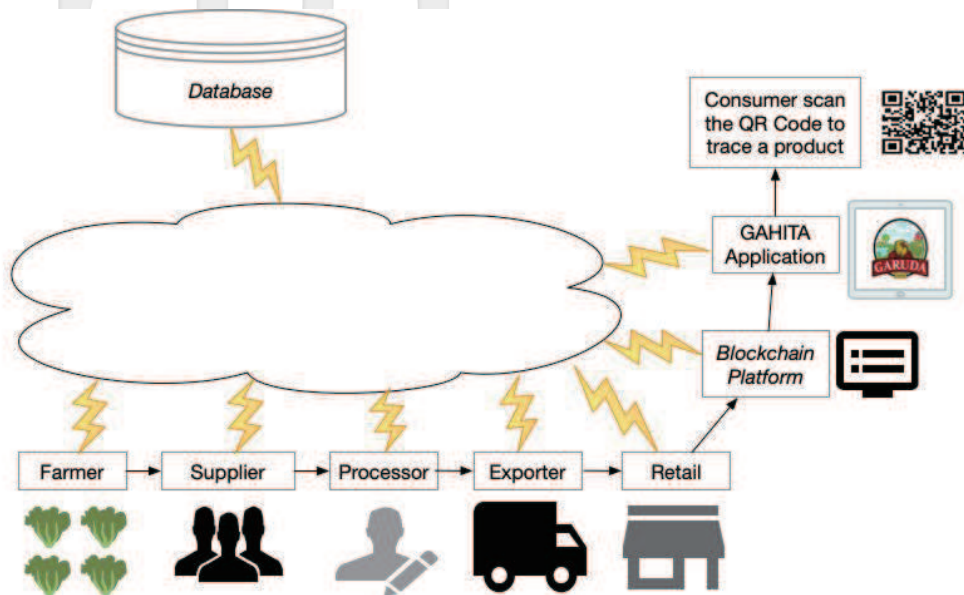 Database
Consumer scan
the QR Code to
trace a product
GAHITA
Application
GARUDA
Blockchain
Platform
Farmer
Supplier
Processor
Exporter
Retail